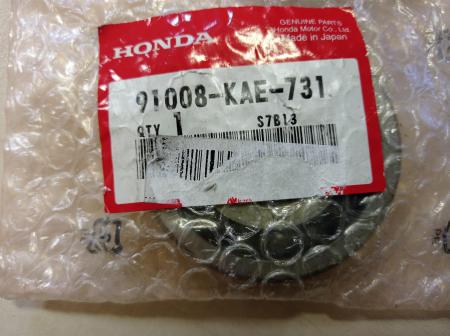 GENUINE PARTS
Honda Motor Co., Ltd.
Made in Japan
HONDA
91008-KAE-731
QTY 1 S7B13